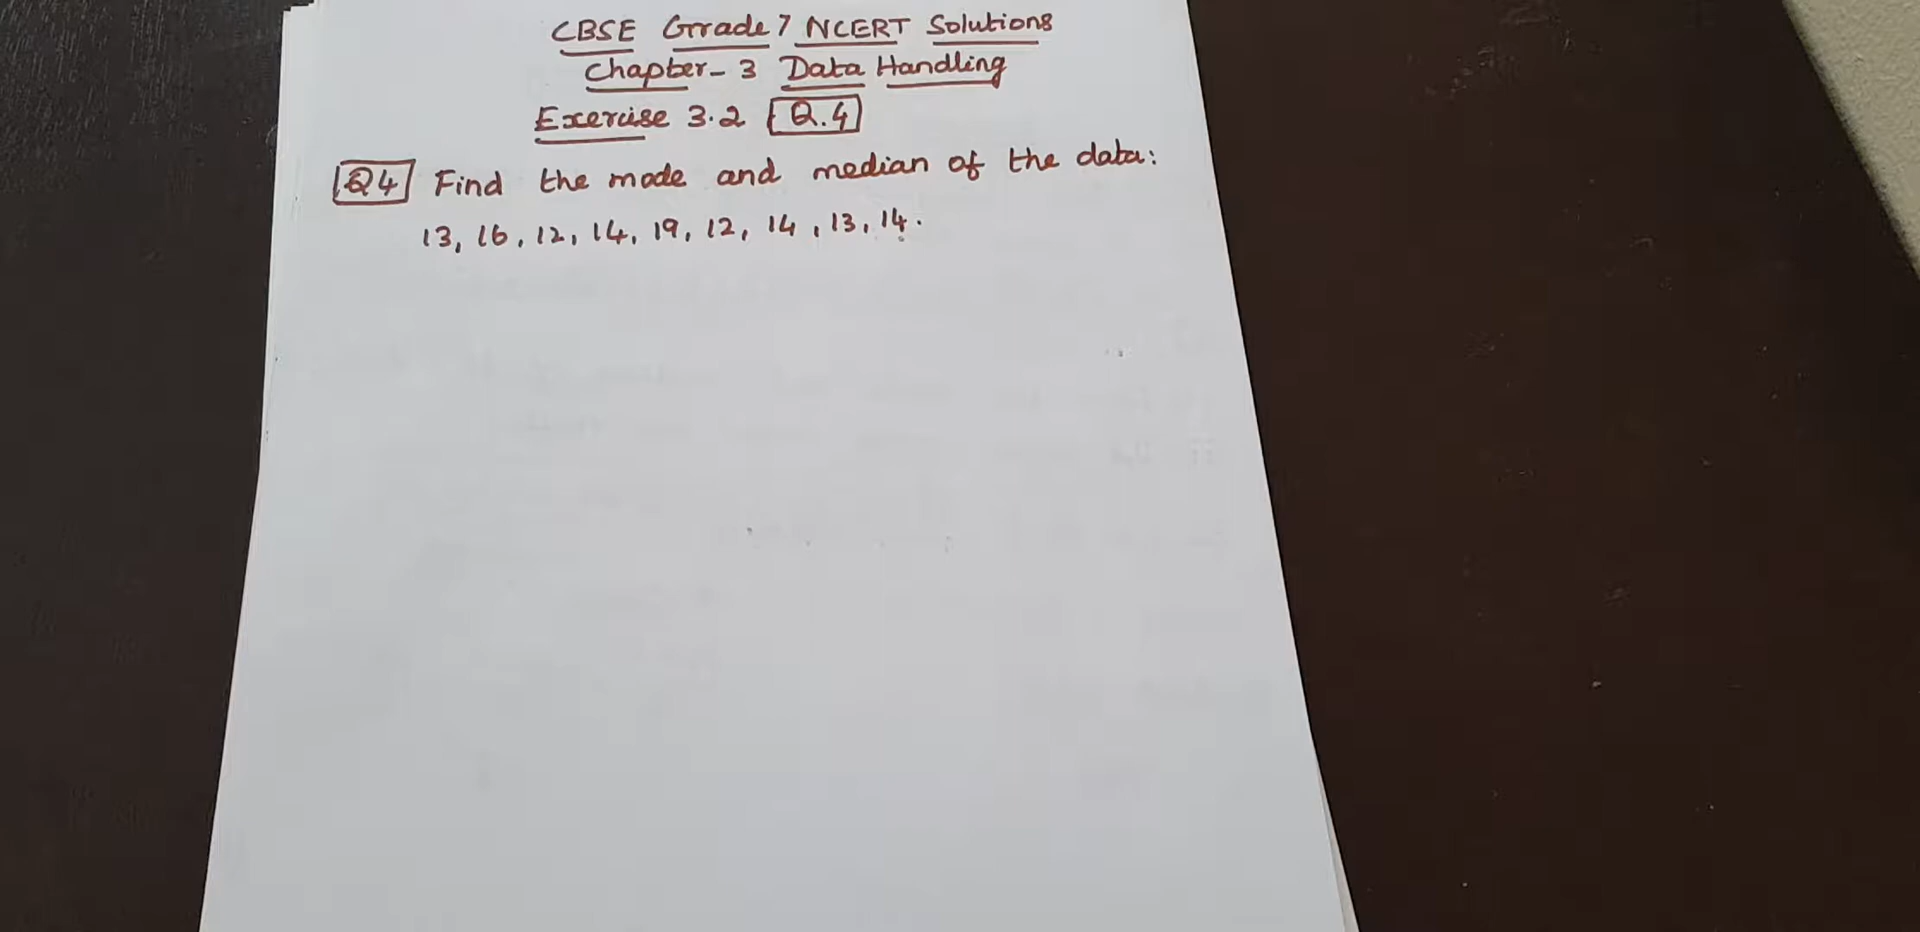 CBSE Grade 7 NCERT Solutions
Chapter - 3 Data Handling
Exercise 3.2 Q.4
Q4 Find the mode and median of the data:
13, 16, 12, 14, 19, 12, 14, 13, 14.